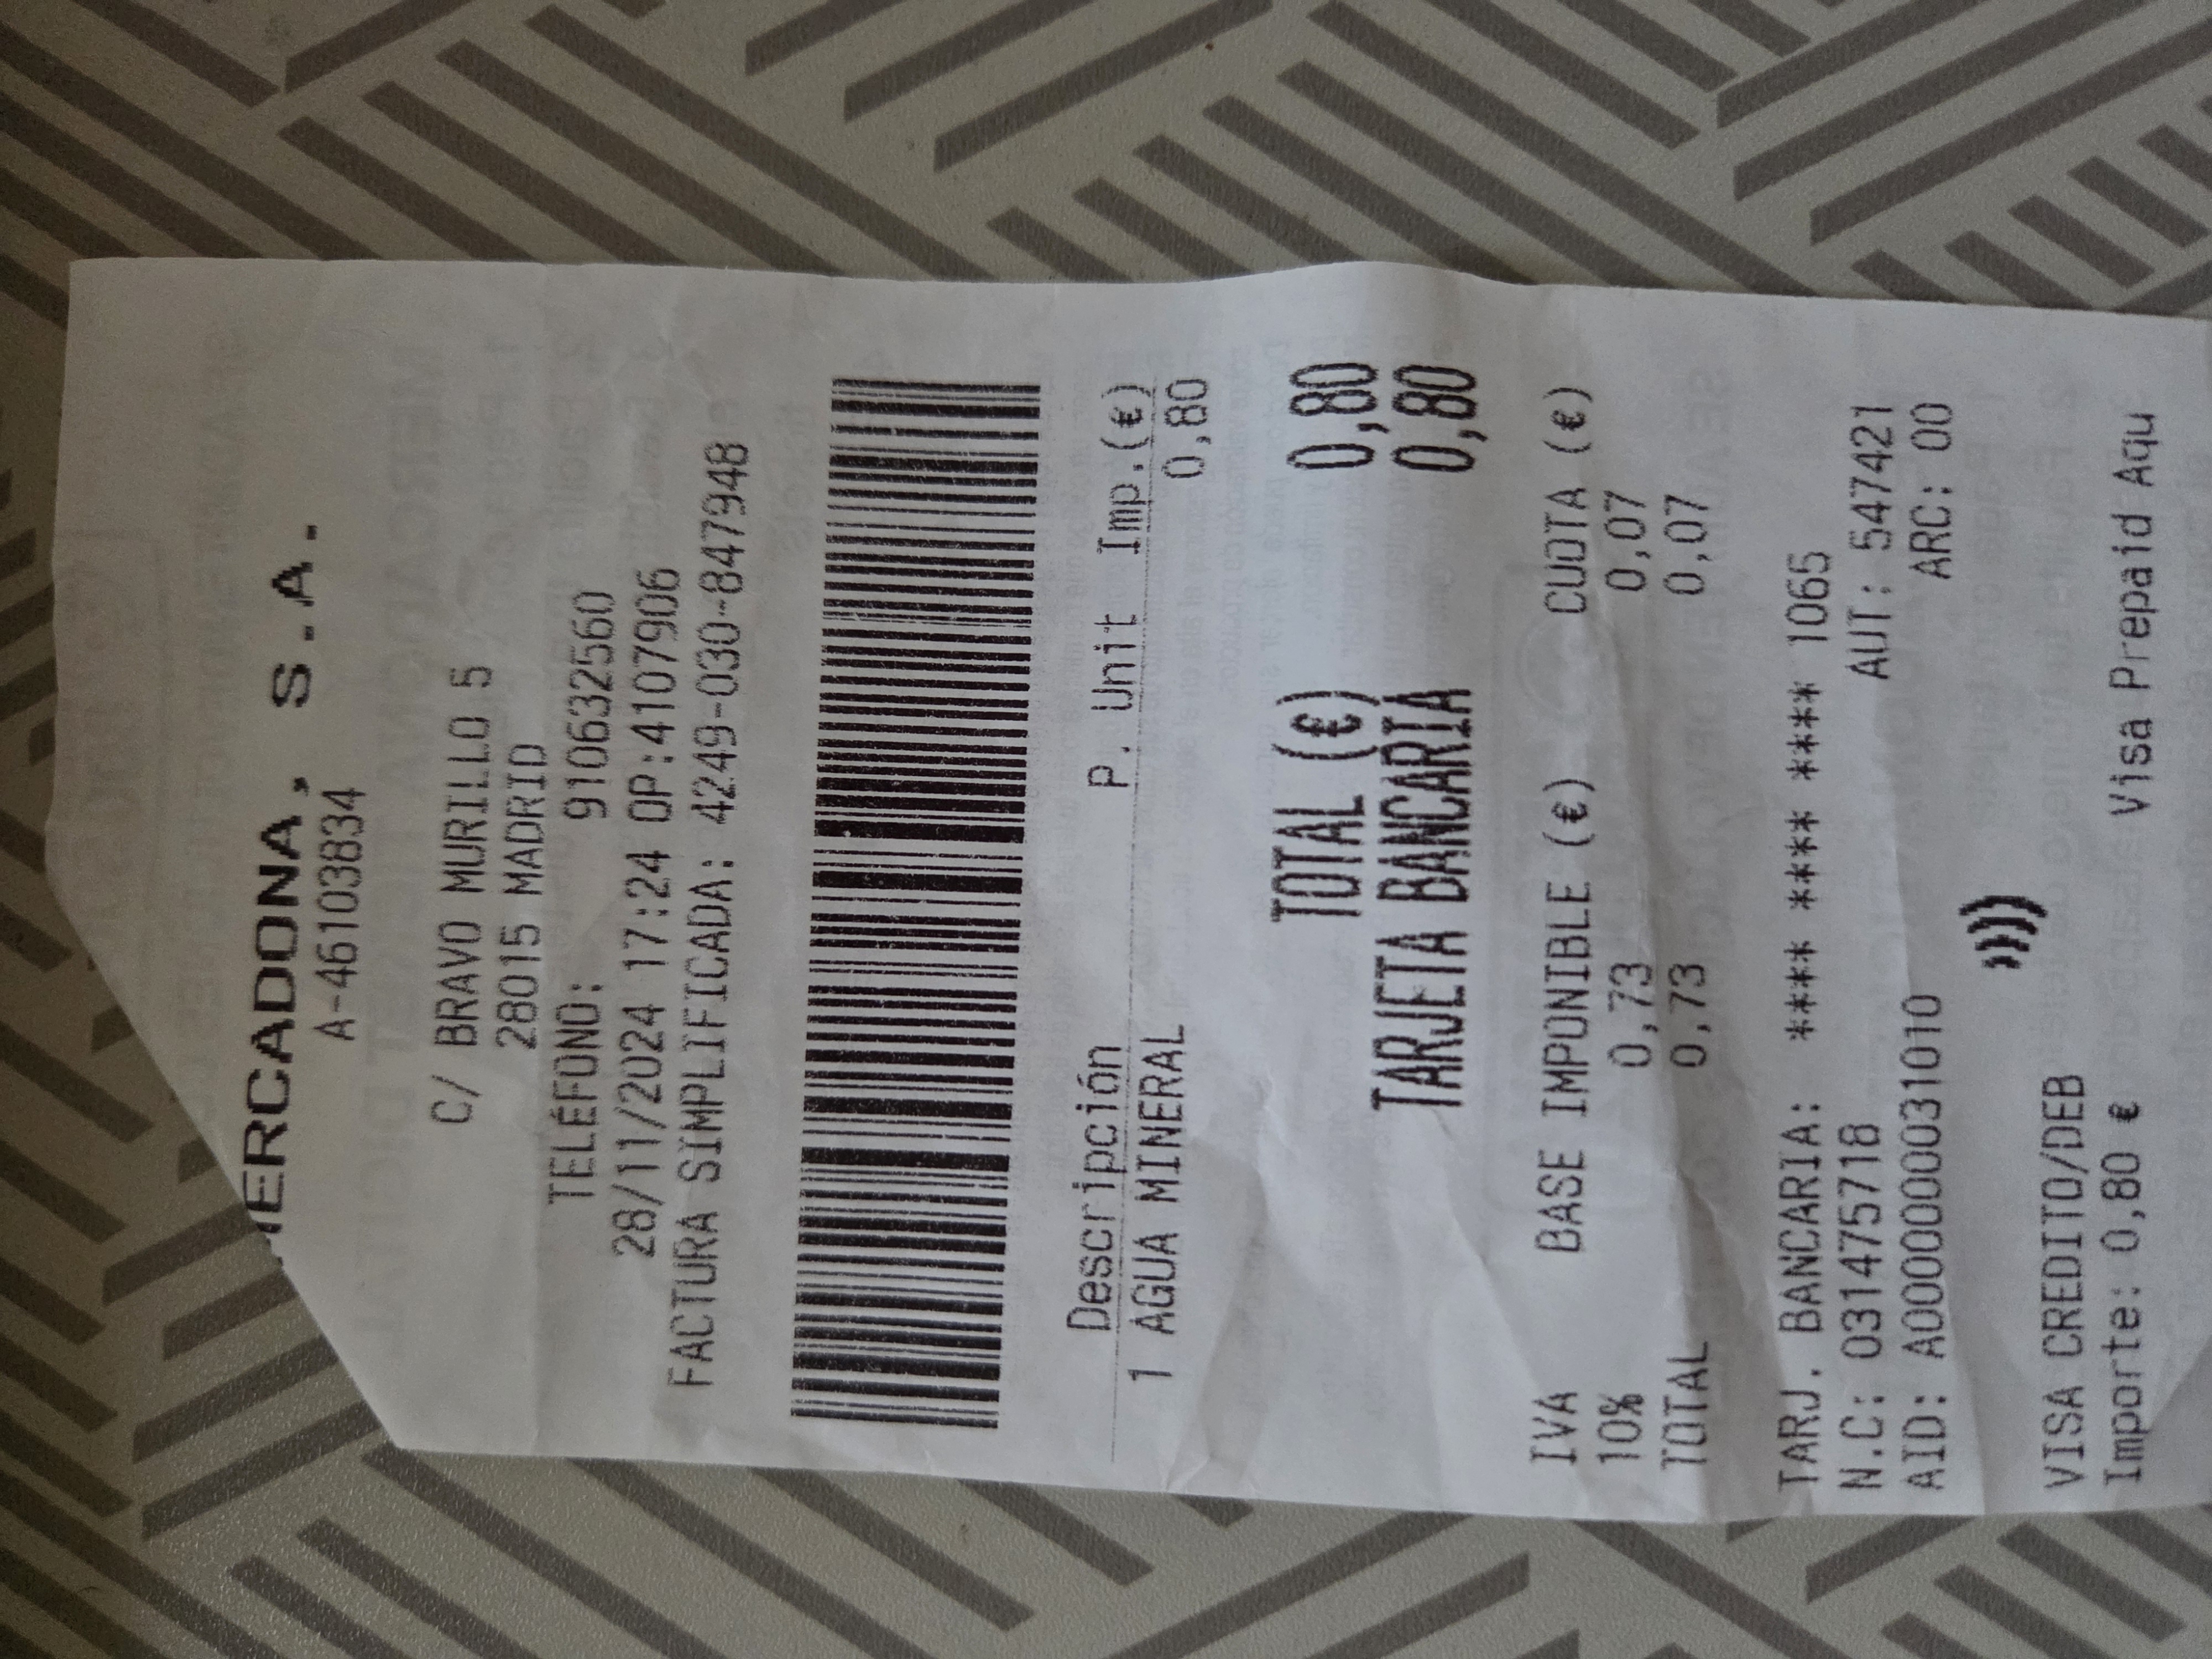 MERCADONA, S.A.
A-46103834
C/ BRAVO MURILLO 5
28015 MADRID
TELÉFONO: 910632560
28/11/2024 17:24 OP:4107906
FACTURA SIMPLIFICADA: 4249-030-847948
Descripción P. Unit Imp.(€)
1 AGUA MINERAL 0,80
TOTAL (€) 0,80
TARJETA BANCARIA 0,80
IVA BASE IMPONIBLE (€) CUOTA (€)
10% 0,73 0,07
TOTAL 0,73 0,07
TARJ. BANCARIA: **** **** **** 1065
N.C: 031475718 AUT: 547421
AID: A0000000031010 ARC: 00
VISA CREDITO/DEB
Importe: 0,80 € Visa Prepaid Aqu